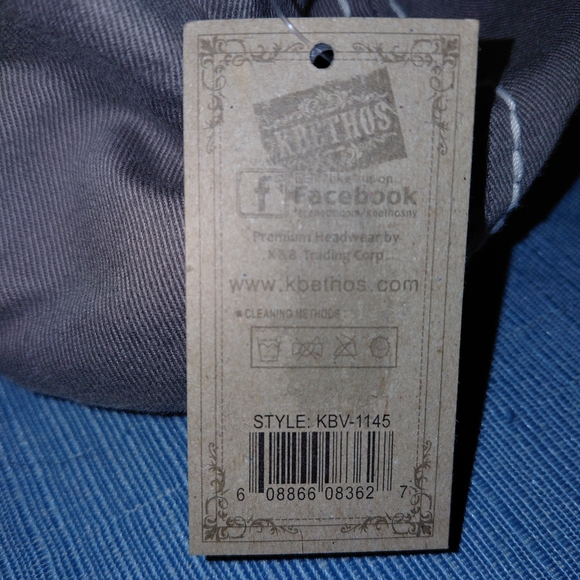 KBETHOS
f
Facebook
Premium Headwear by
K&B Trading Corp.
www.kbethos.com
CLEANING METHODS :
STYLE: KBV-1145
6 08866 08362 7